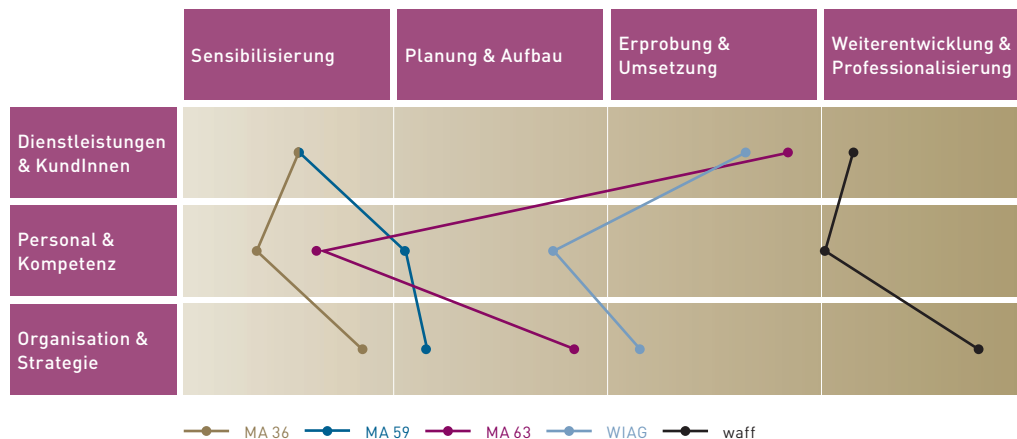 Sensibilisierung
Planung & Aufbau
Erprobung &
Umsetzung
Weiterentwicklung &
Professionalisierung
Dienstleistungen
& KundInnen
Personal &
Kompetenz
Organisation &
Strategie
MA 36 MA 59 MA 63 WIAG waff